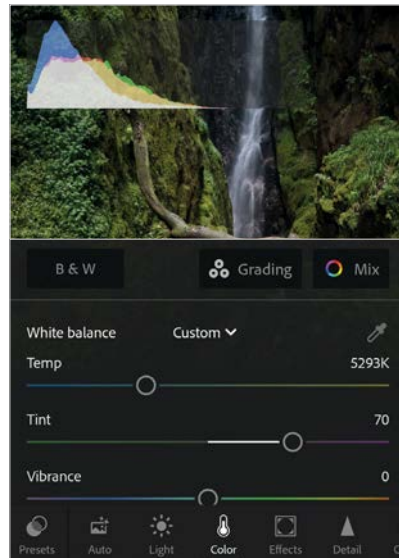 B & W Grading Mix
White balance Custom
Temp 5293K
Tint 70
Vibrance 0
Presets Auto Light Color Effects Detail